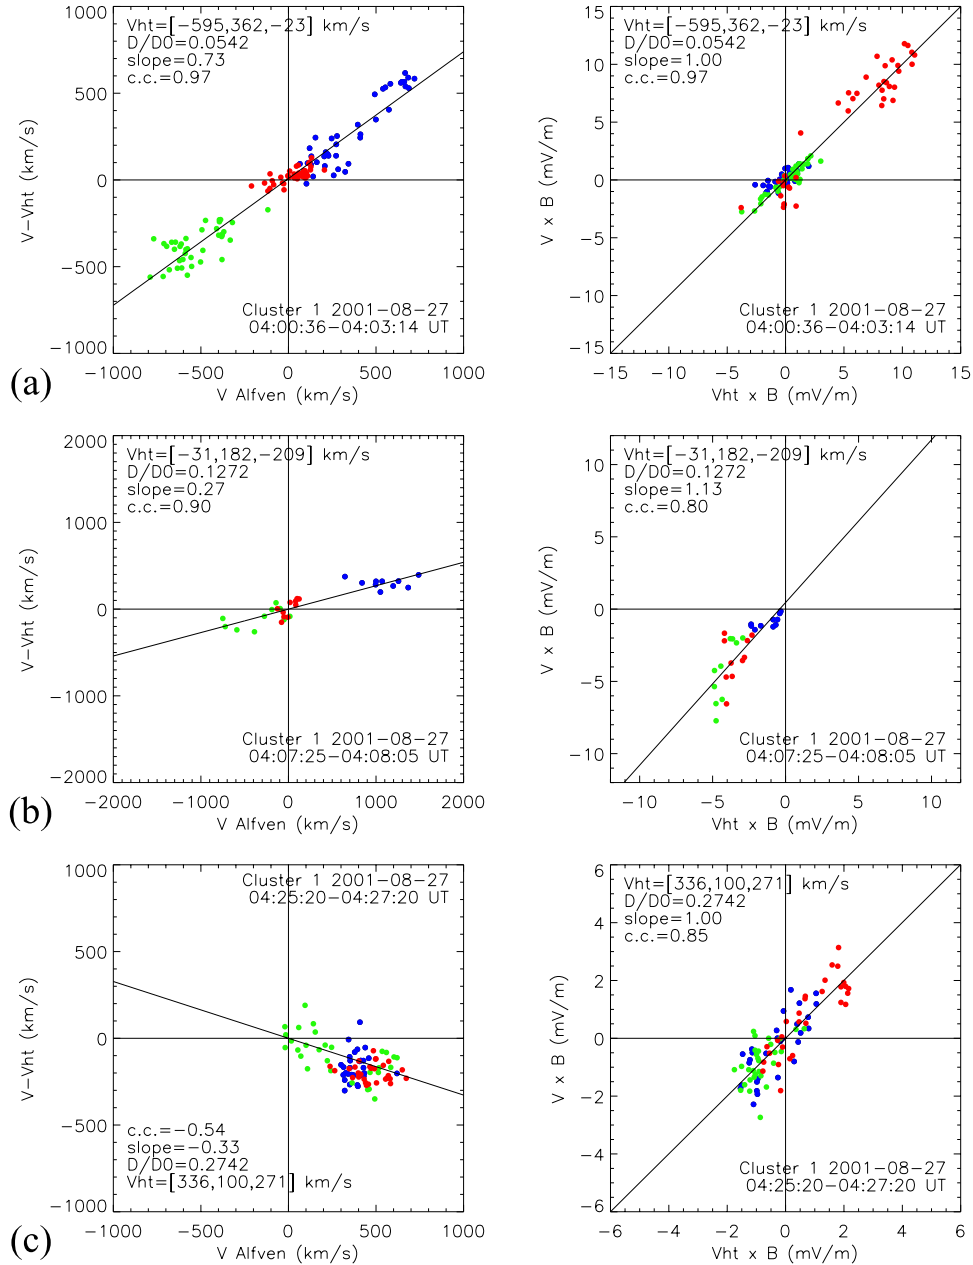 Vht=[−595,362,−23] km/s
D/D0=0.0542
slope=0.73
c.c.=0.97
Cluster 1 2001−08−27
04:00:36−04:03:14 UT
1000
500
0
−500
−1000
V−Vht (km/s)
−1000 −500 0 500 1000
V Alfven (km/s)
Vht=[−595,362,−23] km/s
D/D0=0.0542
slope=1.00
c.c.=0.97
Cluster 1 2001−08−27
04:00:36−04:03:14 UT
15
10
5
0
−5
−10
−15
V x B (mV/m)
−15 −10 −5 0 5 10 15
Vht x B (mV/m)
(a)
Vht=[−31,182,−209] km/s
D/D0=0.1272
slope=0.27
c.c.=0.90
Cluster 1 2001−08−27
04:07:25−04:08:05 UT
2000
1000
0
−1000
−2000
V−Vht (km/s)
−2000 −1000 0 1000 2000
V Alfven (km/s)
Vht=[−31,182,−209] km/s
D/D0=0.1272
slope=1.13
c.c.=0.80
Cluster 1 2001−08−27
04:07:25−04:08:05 UT
10
5
0
−5
−10
V x B (mV/m)
−10 −5 0 5 10
Vht x B (mV/m)
(b)
Cluster 1 2001−08−27
04:25:20−04:27:20 UT
c.c.=−0.54
slope=−0.33
D/D0=0.2742
Vht=[336,100,271] km/s
1000
500
0
−500
−1000
V−Vht (km/s)
−1000 −500 0 500 1000
V Alfven (km/s)
Vht=[336,100,271] km/s
D/D0=0.2742
slope=1.00
c.c.=0.85
Cluster 1 2001−08−27
04:25:20−04:27:20 UT
6
4
2
0
−2
−4
−6
V x B (mV/m)
−6 −4 −2 0 2 4 6
Vht x B (mV/m)
(c)